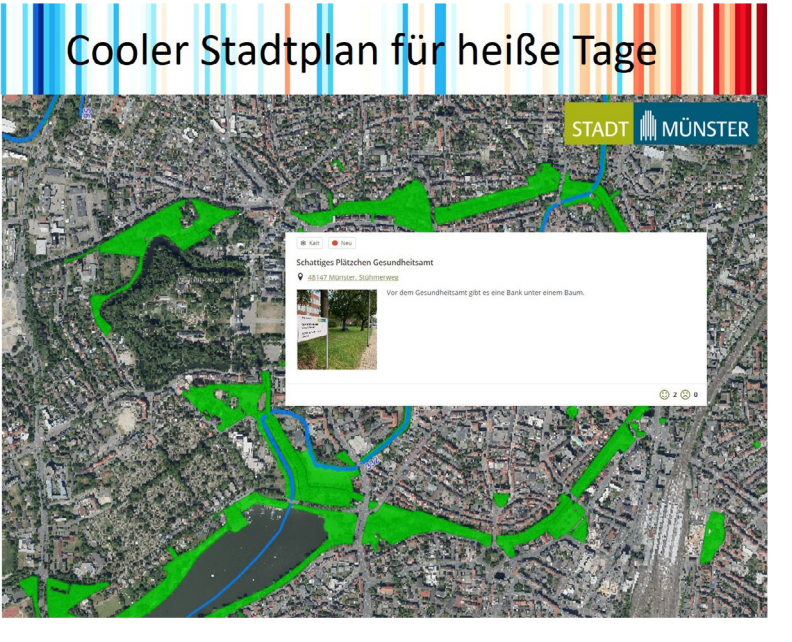 Cooler Stadtplan für heiße Tage
STADT MÜNSTER
Kalt Neu
Schattiges Plätzchen Gesundheitsamt
48147 Münster, Stühmerweg
Vor dem Gesundheitsamt gibt es eine Bank unter einem Baum.
2 0